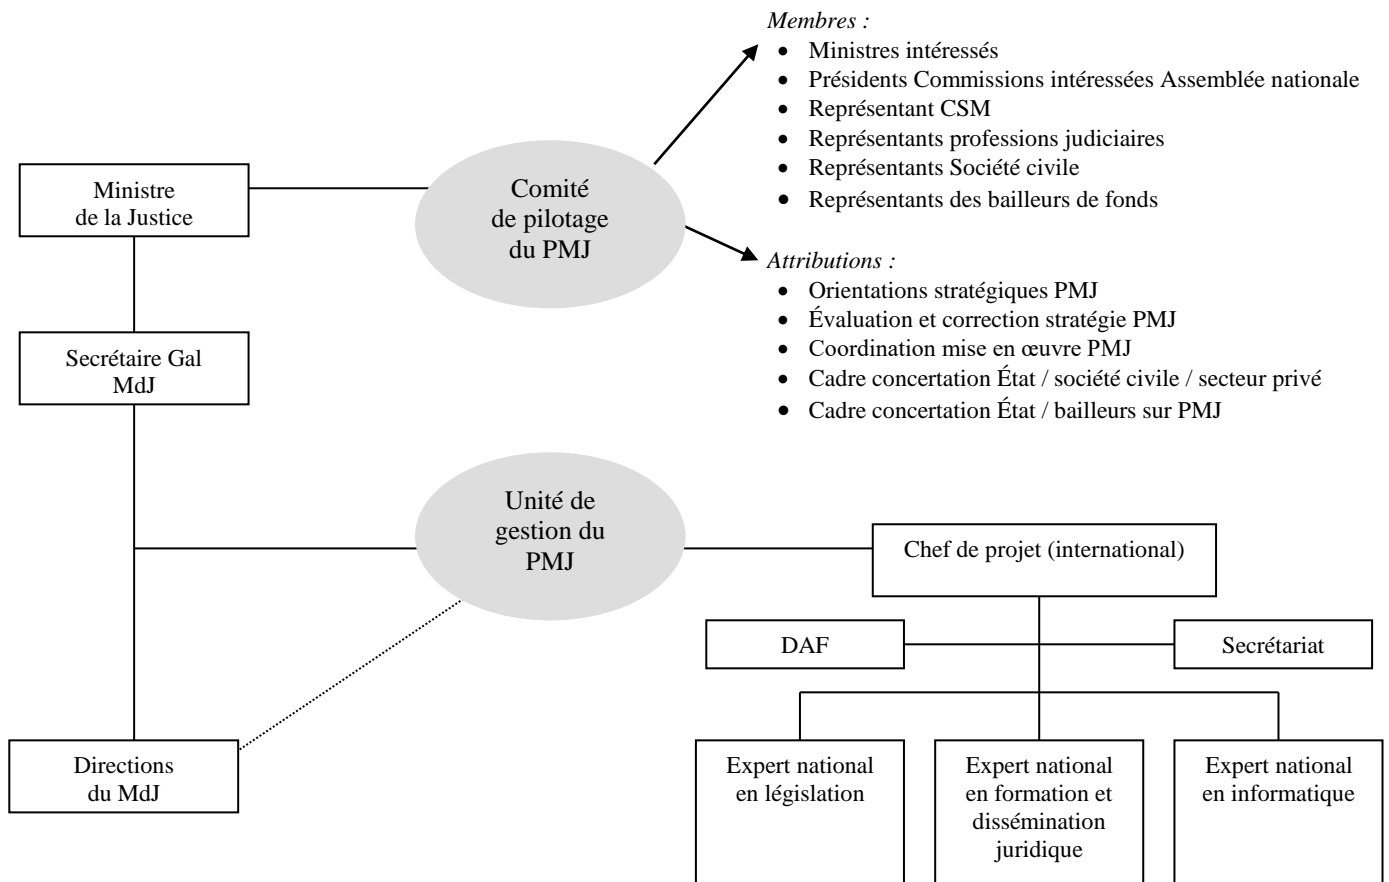 Membres :
• Ministres intéressés
• Présidents Commissions intéressées Assemblée nationale
• Représentant CSM
• Représentants professions judiciaires
• Représentants Société civile
• Représentants des bailleurs de fonds
Ministre
de la Justice
Comité
de pilotage
du PMJ
Attributions :
• Orientations stratégiques PMJ
• Évaluation et correction stratégie PMJ
• Coordination mise en œuvre PMJ
• Cadre concertation État / société civile / secteur privé
• Cadre concertation État / bailleurs sur PMJ
Secrétaire Gal
MdJ
Unité de
gestion du
PMJ
Chef de projet (international)
DAF
Secrétariat
Directions
du MdJ
Expert national
en législation
Expert national
en formation et
dissémination
juridique
Expert national
en informatique